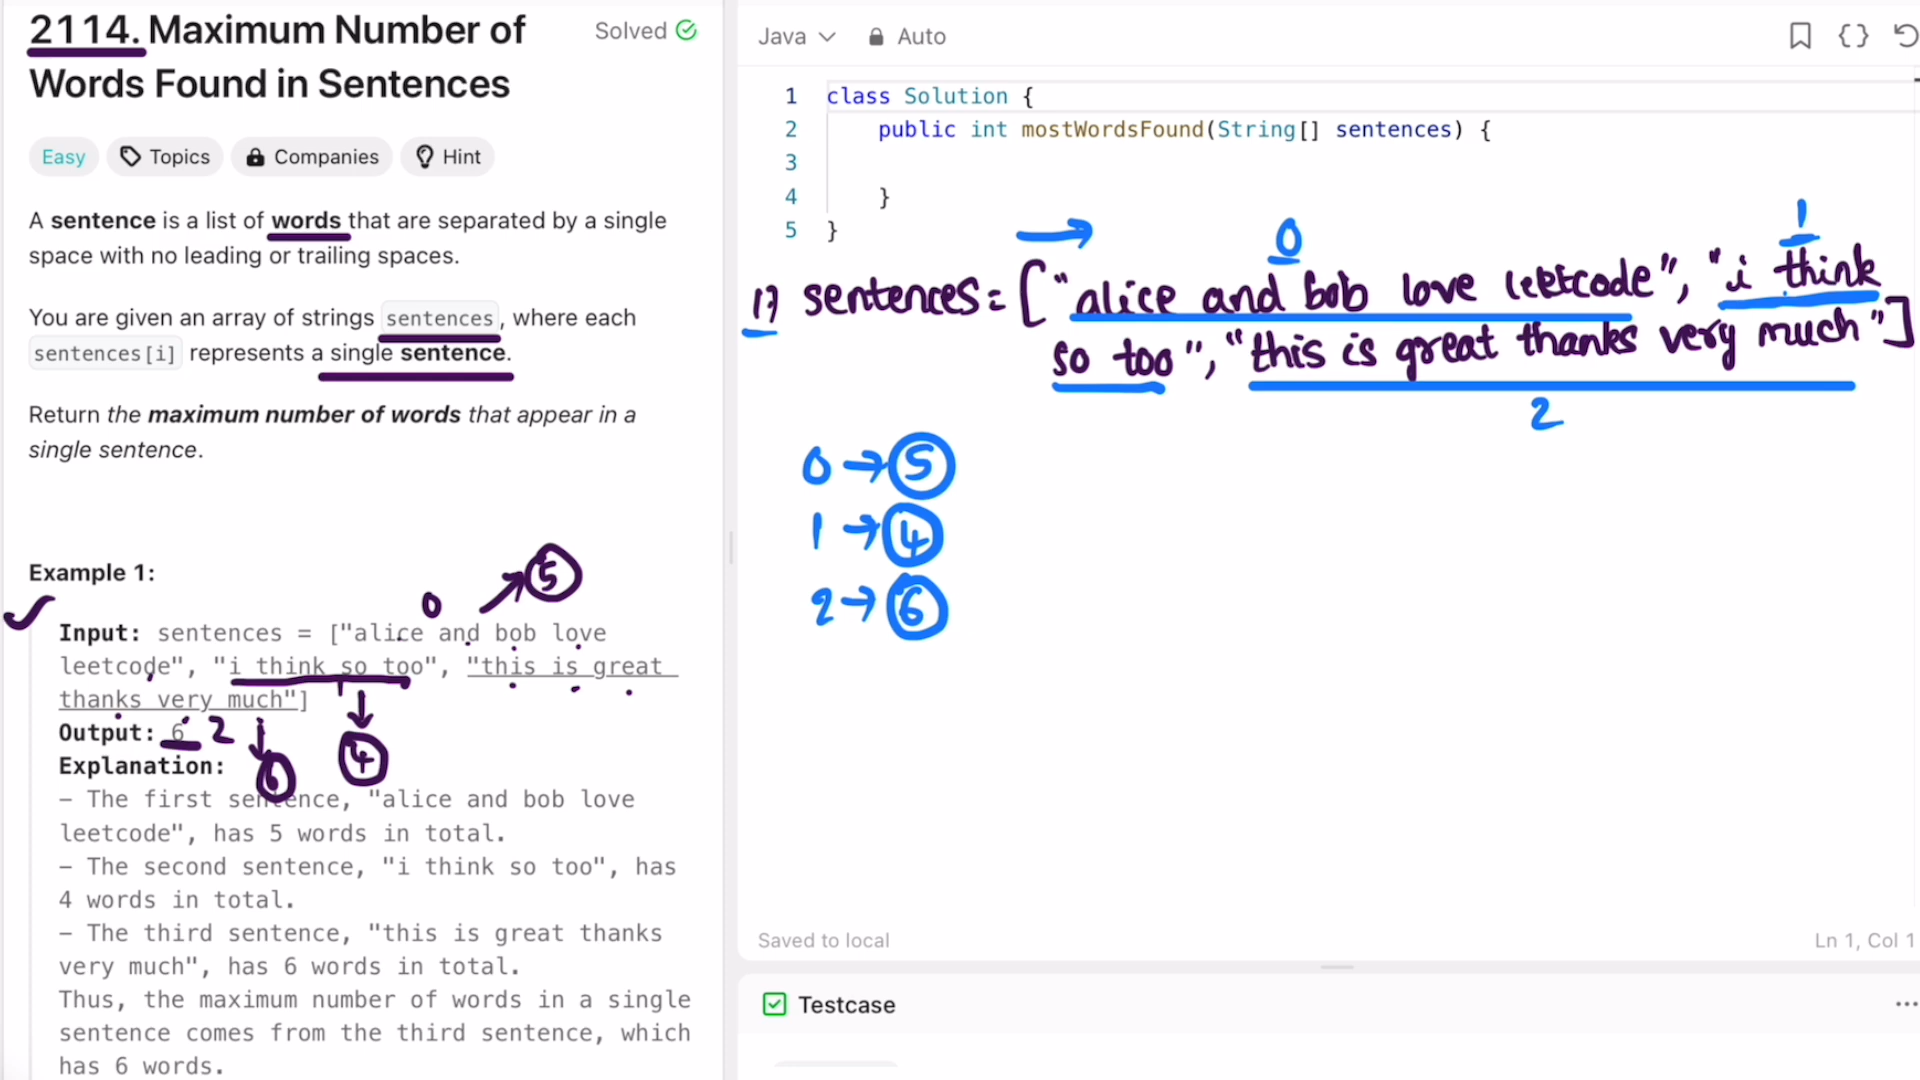 2114. Maximum Number of
Words Found in Sentences
Solved
Easy
Topics
Companies
Hint
A sentence is a list of words that are separated by a single
space with no leading or trailing spaces.
You are given an array of strings sentences, where each
sentences[i] represents a single sentence.
Return the maximum number of words that appear in a
single sentence.
Example 1:
0
5
Input: sentences = ["alice and bob love
leetcode", "i think so too", "this is great
thanks very much"]
Output: 6
2
6
4
Explanation:
– The first sentence, "alice and bob love
leetcode", has 5 words in total.
– The second sentence, "i think so too", has
4 words in total.
– The third sentence, "this is great thanks
very much", has 6 words in total.
Thus, the maximum number of words in a single
sentence comes from the third sentence, which
has 6 words.
Java
Auto
1 class Solution {
2 public int mostWordsFound(String[] sentences) {
3
4 }
5 }
0
1
1) sentences = ["alice and bob love leetcode", "i think
so too", "this is great thanks very much"]
2
0 → 5
1 → 4
2 → 6
Saved to local
Ln 1, Col 1
Testcase